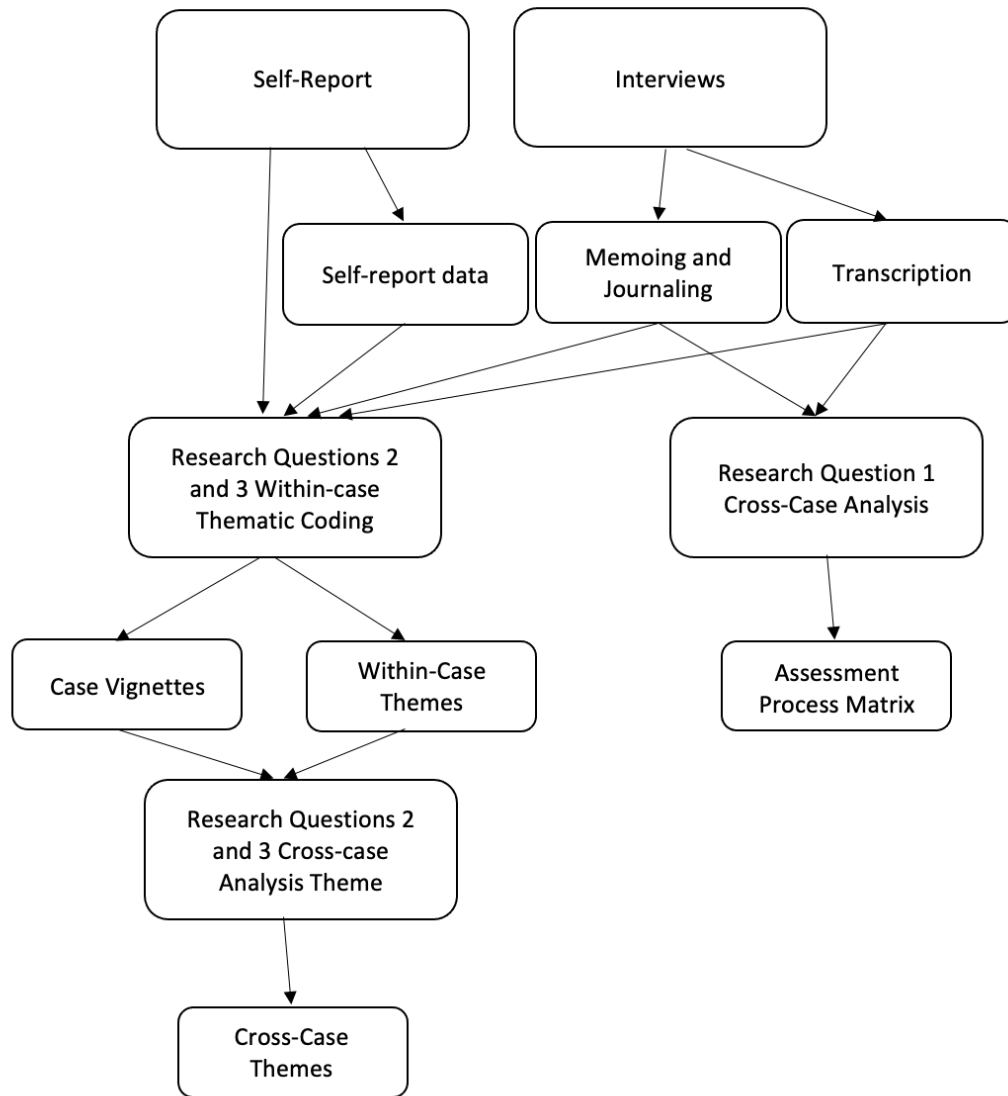 Self-Report
Interviews
Self-report data
Memoing and
Journaling
Transcription
Research Questions 2
and 3 Within-case
Thematic Coding
Research Question 1
Cross-Case Analysis
Case Vignettes
Within-Case
Themes
Assessment
Process Matrix
Research Questions 2
and 3 Cross-case
Analysis Theme
Cross-Case
Themes